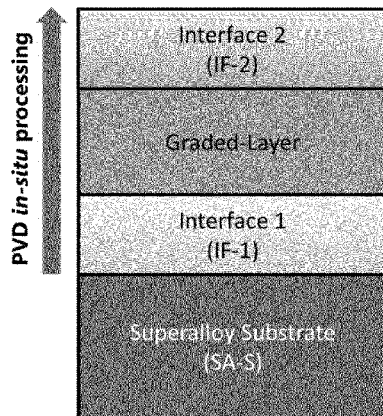 PVD in-situ processing
Interface 2
(IF-2)
Graded-Layer
Interface 1
(IF-1)
Superalloy Substrate
(SA-S)